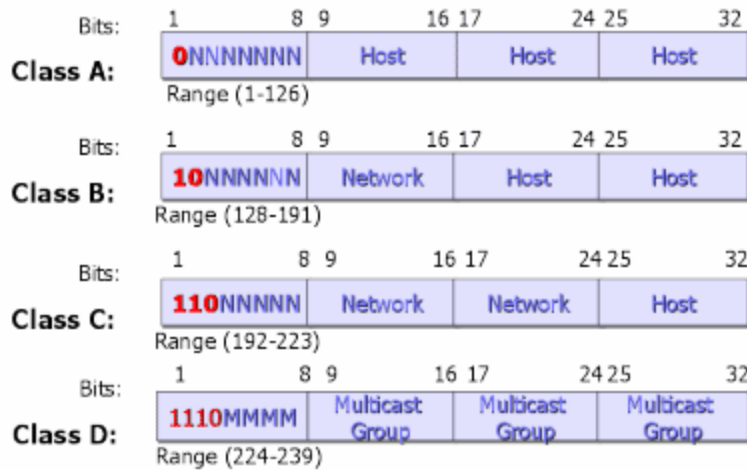 Bits: 1 8 9 16 17 24 25 32
Class A: 0NNNNNNN Host Host Host
Range (1-126)
Bits: 1 8 9 16 17 24 25 32
Class B: 10NNNNNN Network Host Host
Range (128-191)
Bits: 1 8 9 16 17 24 25 32
Class C: 110NNNNN Network Network Host
Range (192-223)
Bits: 1 8 9 16 17 24 25 32
Class D: 1110MMMM Multicast Group Multicast Group Multicast Group
Range (224-239)